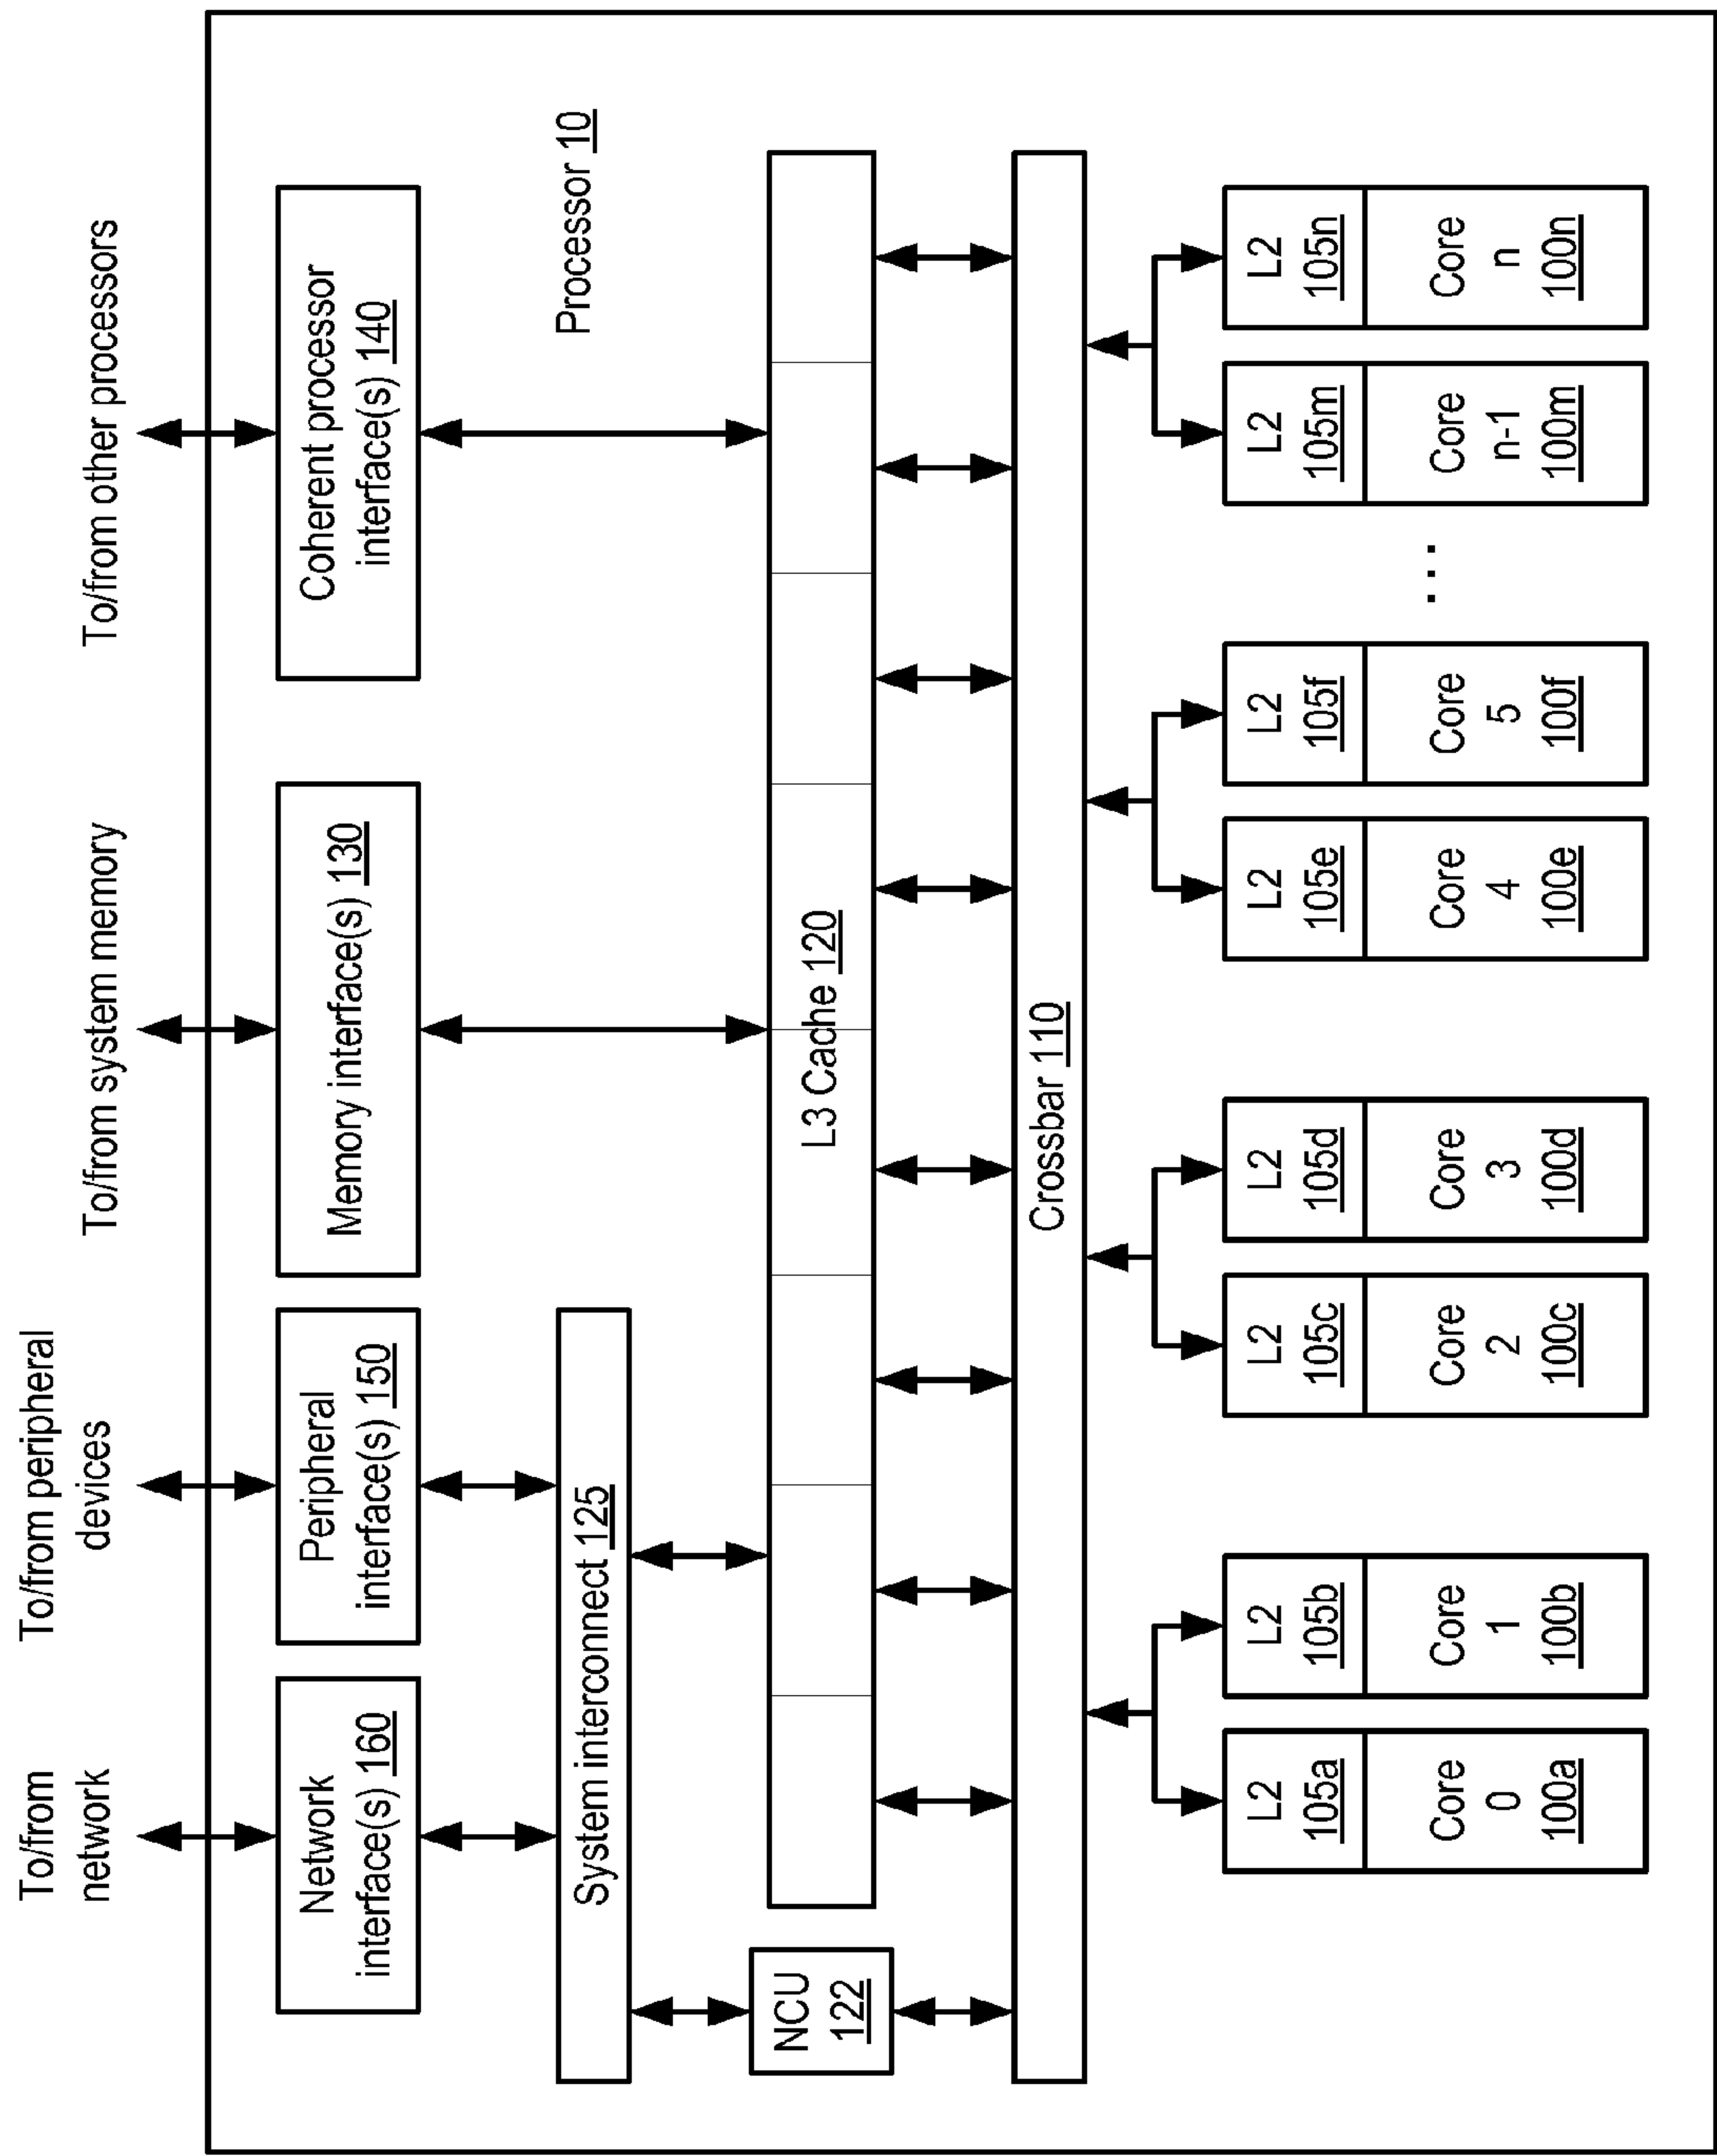 To/from
network
To/from peripheral
devices
To/from system memory
To/from other processors
Network
interface(s) 160
Peripheral
interface(s) 150
Memory interface(s) 130
Coherent processor
interface(s) 140
System interconnect 125
Processor 10
NCU
122
L3 Cache 120
Crossbar 110
L2
105a
Core
0
100a
L2
105b
Core
1
100b
L2
105c
Core
2
100c
L2
105d
Core
3
100d
L2
105e
Core
4
100e
L2
105f
Core
5
100f
...
L2
105m
Core
n-1
100m
L2
105n
Core
n
100n